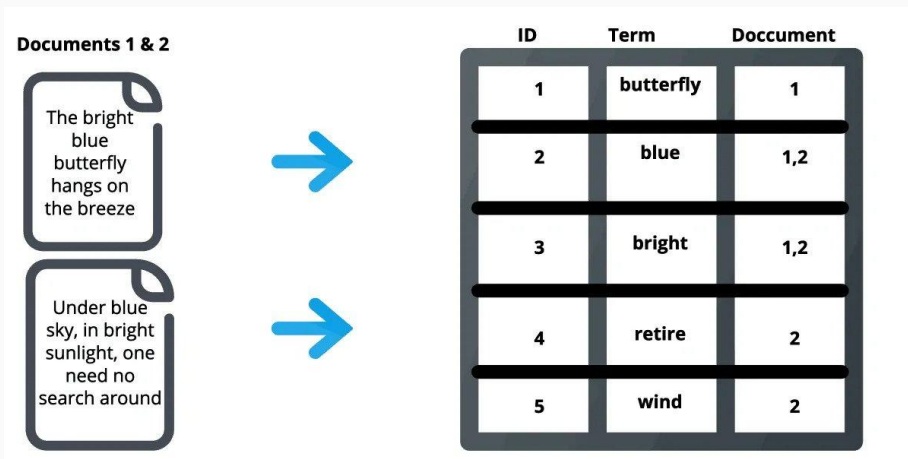 Documents 1 & 2
The bright
blue
butterfly
hangs on
the breeze
Under blue
sky, in bright
sunlight, one
need no
search around
ID Term Doccument
1 butterfly 1
2 blue 1,2
3 bright 1,2
4 retire 2
5 wind 2